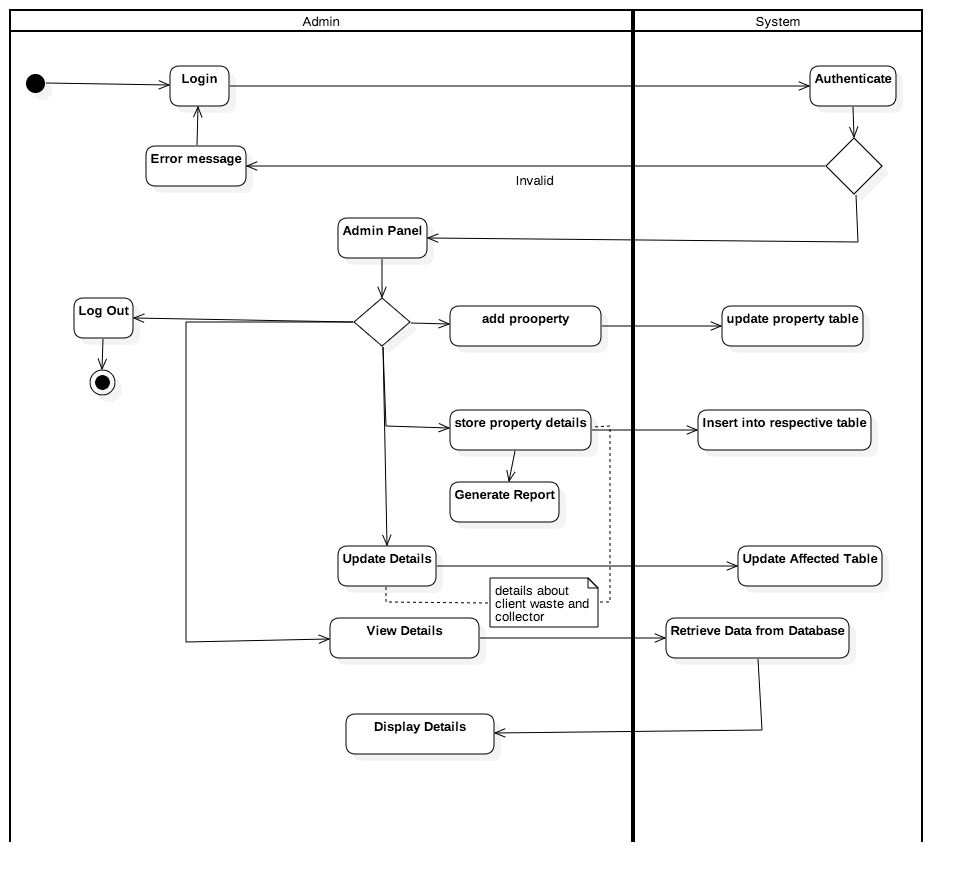 Admin
System
Login
Authenticate
Error message
Invalid
Admin Panel
Log Out
add prooperty
update property table
store property details
Insert into respective table
Generate Report
Update Details
Update Affected Table
details about
client waste and
collector
View Details
Retrieve Data from Database
Display Details